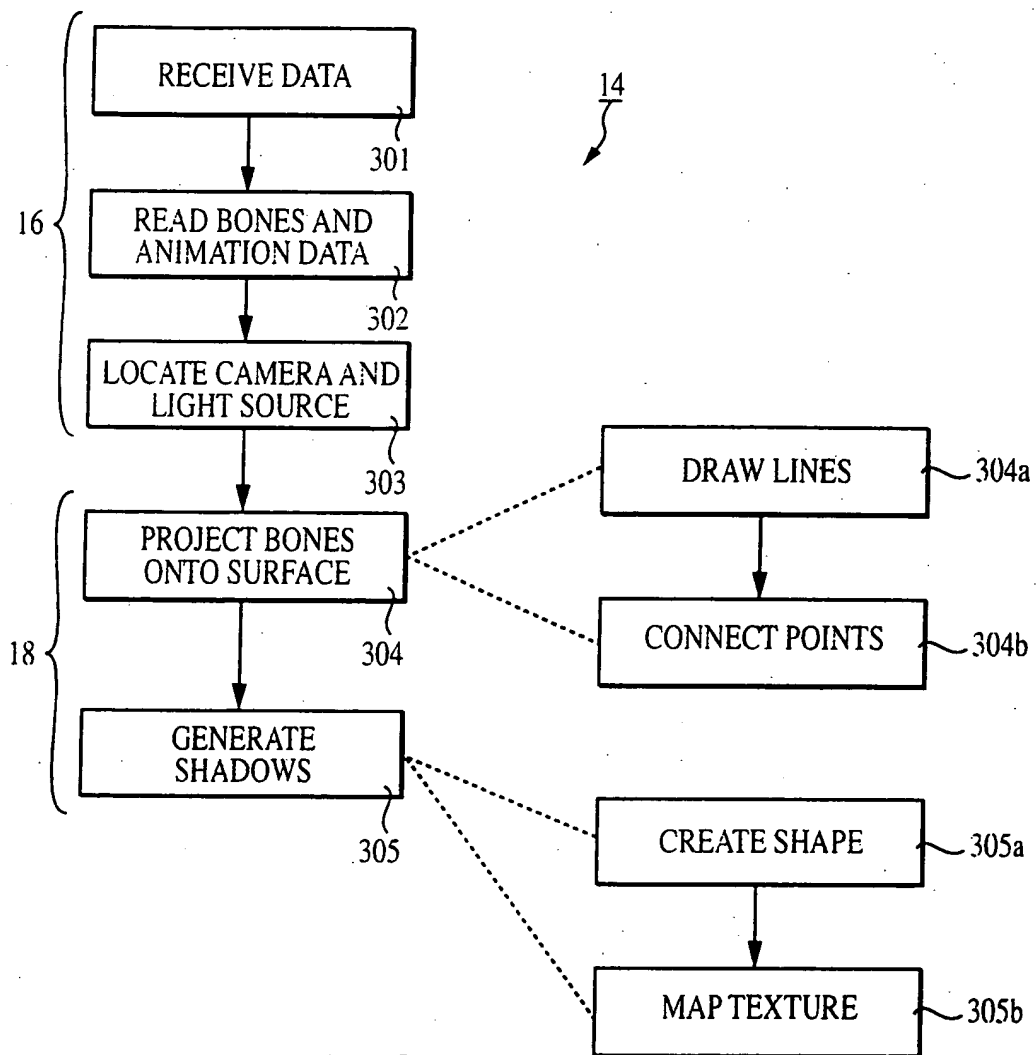 RECEIVE DATA
301
14
16
READ BONES AND
ANIMATION DATA
302
LOCATE CAMERA AND
LIGHT SOURCE
303
DRAW LINES
304a
18
PROJECT BONES
ONTO SURFACE
304
CONNECT POINTS
304b
GENERATE
SHADOWS
305
CREATE SHAPE
305a
MAP TEXTURE
305b